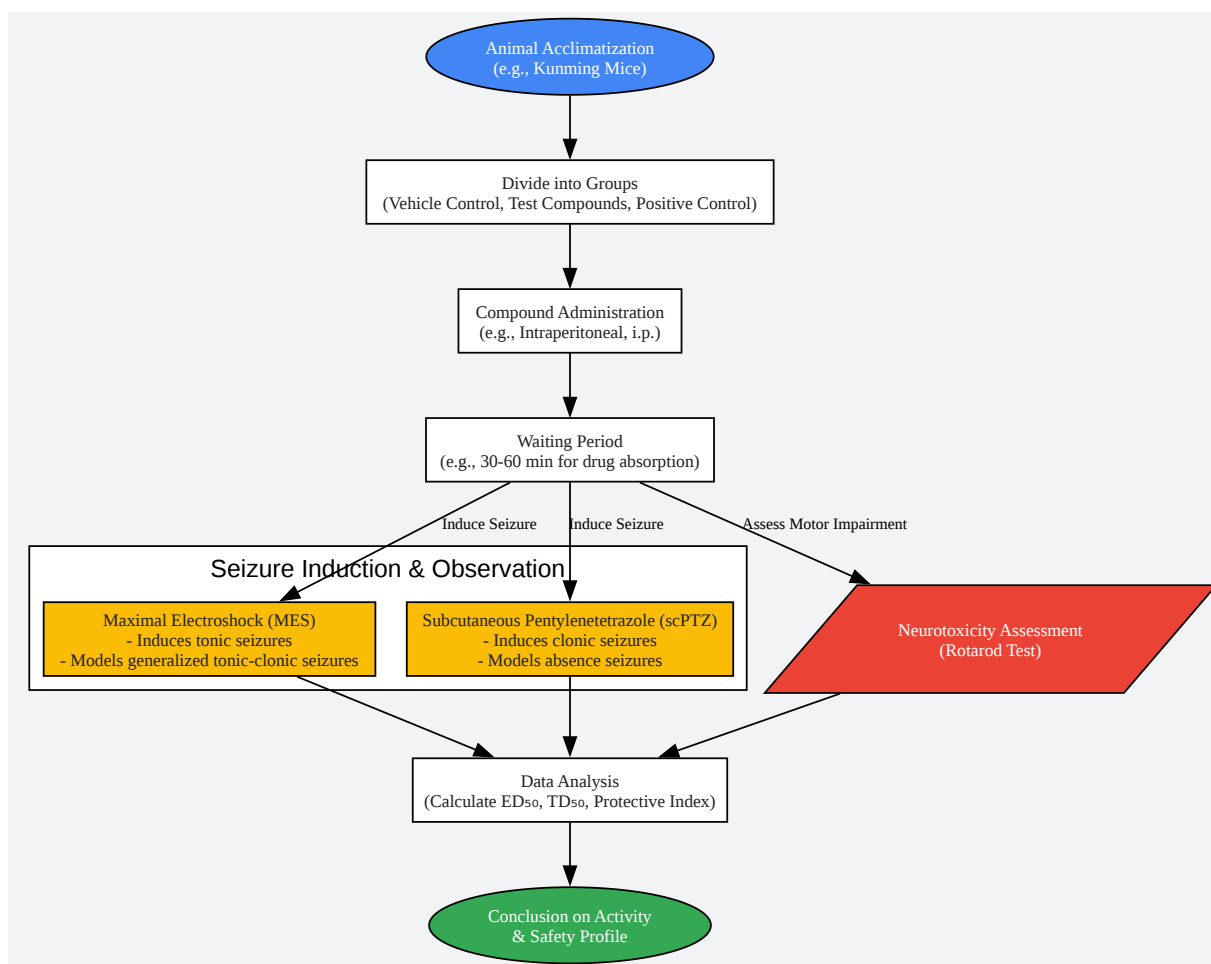 Animal Acclimatization
(e.g., Kunming Mice)
Divide into Groups
(Vehicle Control, Test Compounds, Positive Control)
Compound Administration
(e.g., Intraperitoneal, i.p.)
Waiting Period
(e.g., 30-60 min for drug absorption)
Induce Seizure
Induce Seizure
Assess Motor Impairment
Seizure Induction & Observation
Maximal Electroshock (MES)
- Induces tonic seizures
- Models generalized tonic-clonic seizures
Subcutaneous Pentylenetetrazole (scPTZ)
- Induces clonic seizures
- Models absence seizures
Neurotoxicity Assessment
(Rotarod Test)
Data Analysis
(Calculate ED₅₀, TD₅₀, Protective Index)
Conclusion on Activity
& Safety Profile